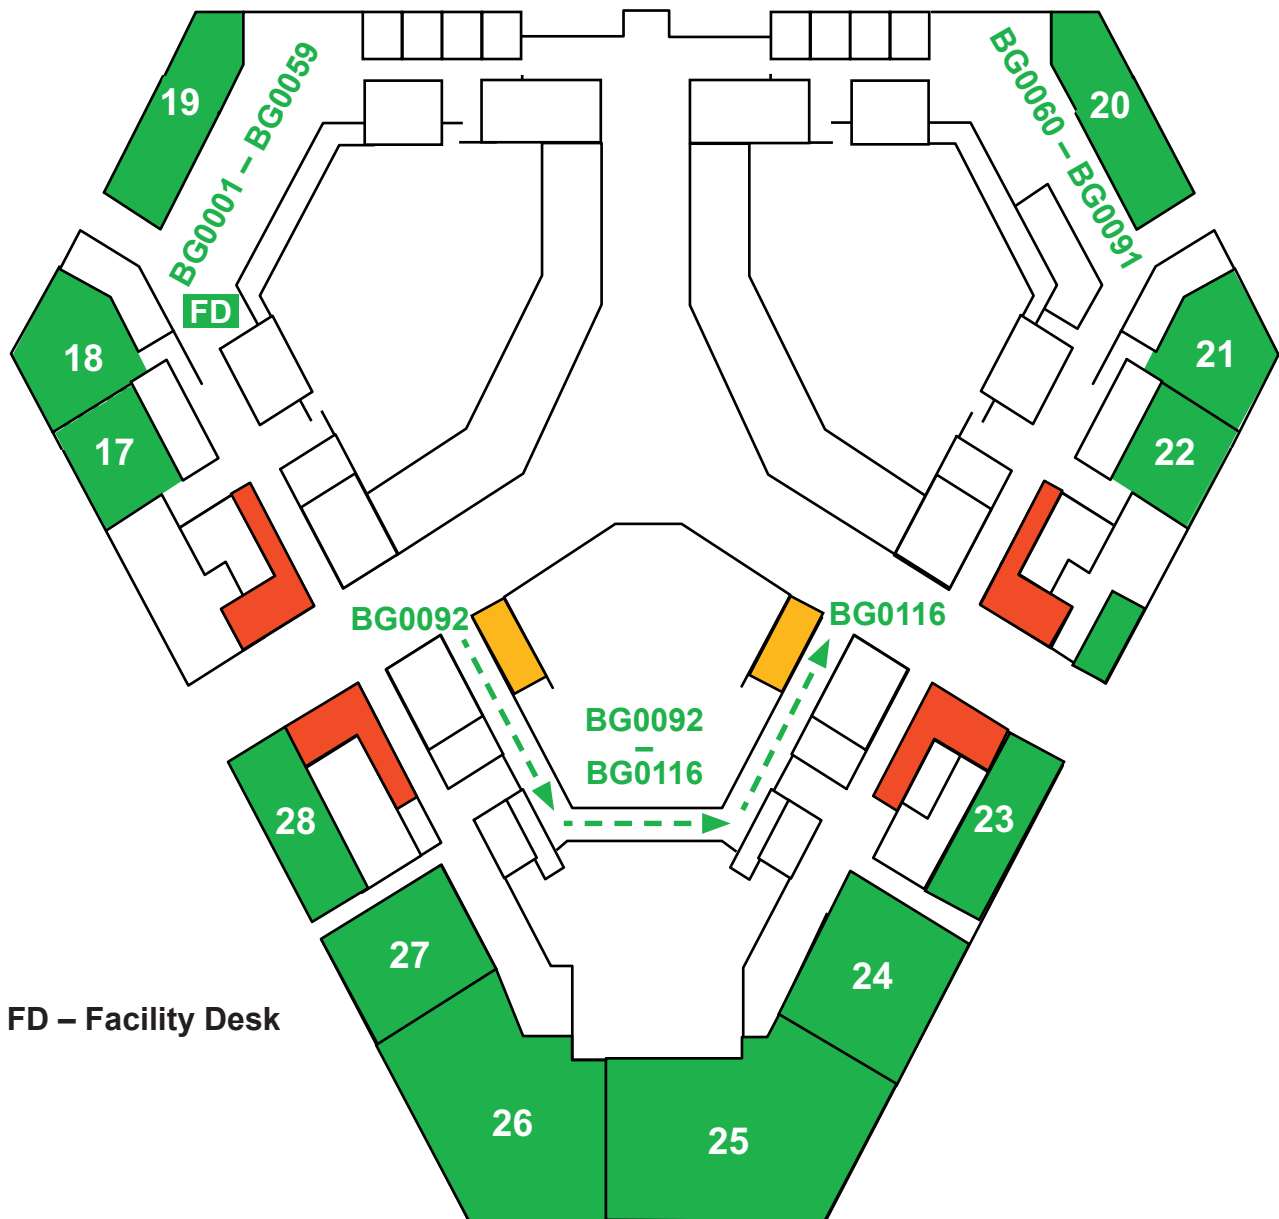 19
BG0001 – BG0059
BG0060 – BG0091
20
FD
18
21
17
22
BG0092
BG0116
BG0092
–
BG0116
28
23
27
24
FD – Facility Desk
26
25